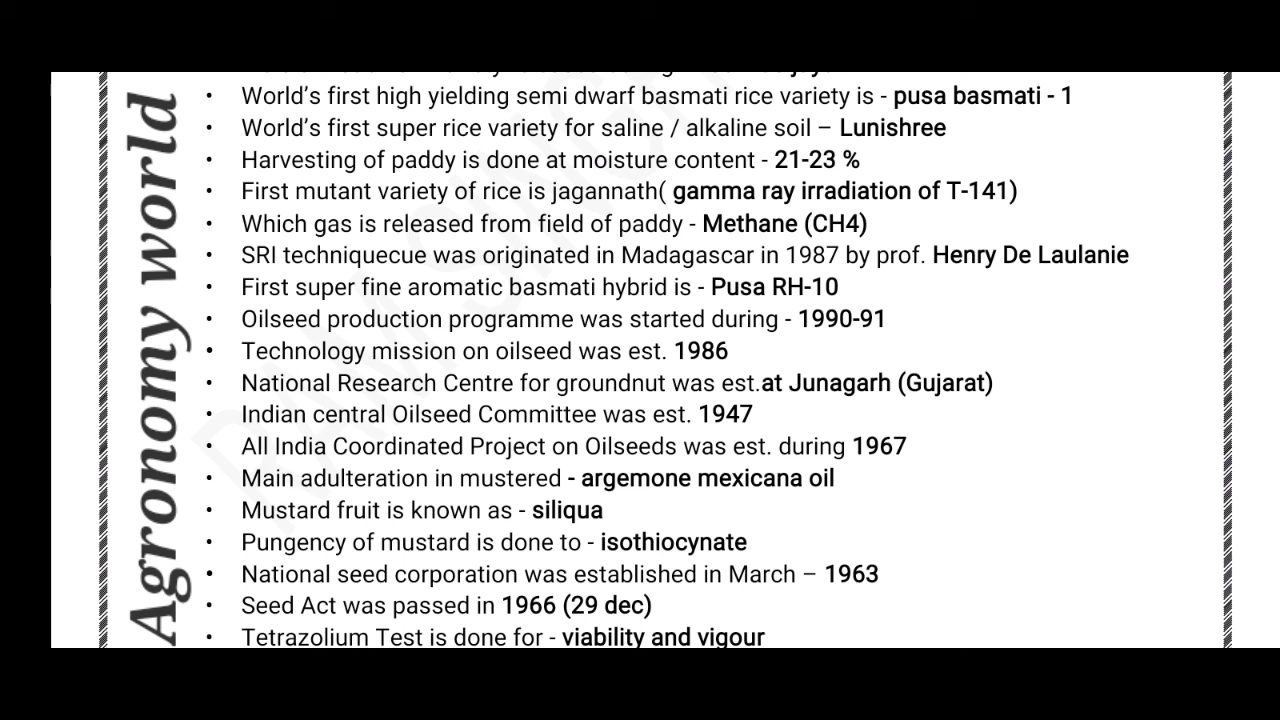 Agronomy world
• World's first high yielding semi dwarf basmati rice variety is - pusa basmati - 1
• World's first super rice variety for saline / alkaline soil – Lunishree
• Harvesting of paddy is done at moisture content - 21-23 %
• First mutant variety of rice is jagannath( gamma ray irradiation of T-141)
• Which gas is released from field of paddy - Methane (CH4)
• SRI techniquecue was originated in Madagascar in 1987 by prof. Henry De Laulanie
• First super fine aromatic basmati hybrid is - Pusa RH-10
• Oilseed production programme was started during - 1990-91
• Technology mission on oilseed was est. 1986
• National Research Centre for groundnut was est.at Junagarh (Gujarat)
• Indian central Oilseed Committee was est. 1947
• All India Coordinated Project on Oilseeds was est. during 1967
• Main adulteration in mustered - argemone mexicana oil
• Mustard fruit is known as - siliqua
• Pungency of mustard is done to - isothiocynate
• National seed corporation was established in March – 1963
• Seed Act was passed in 1966 (29 dec)
• Tetrazolium Test is done for - viability and vigour